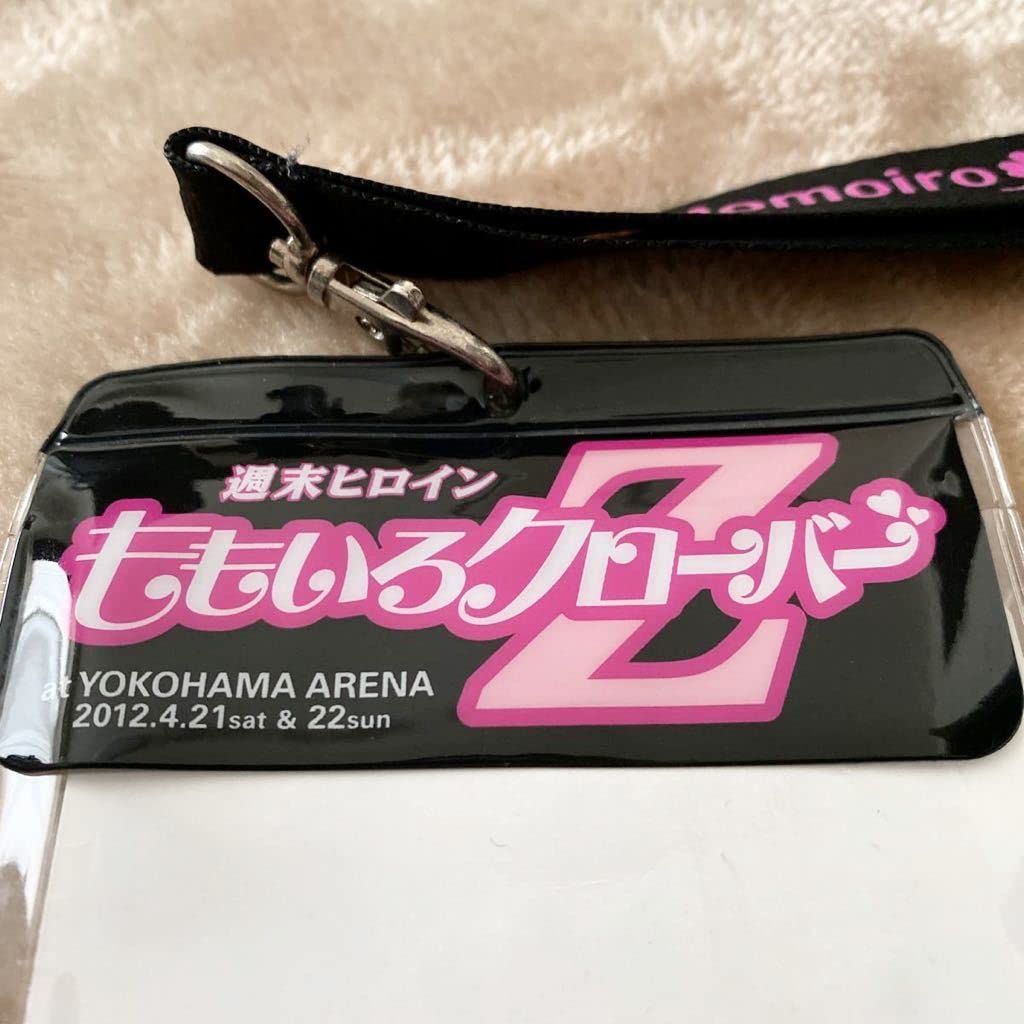 週末ヒロイン
ももいろクローバーZ
at YOKOHAMA ARENA
2012.4.21sat & 22sun